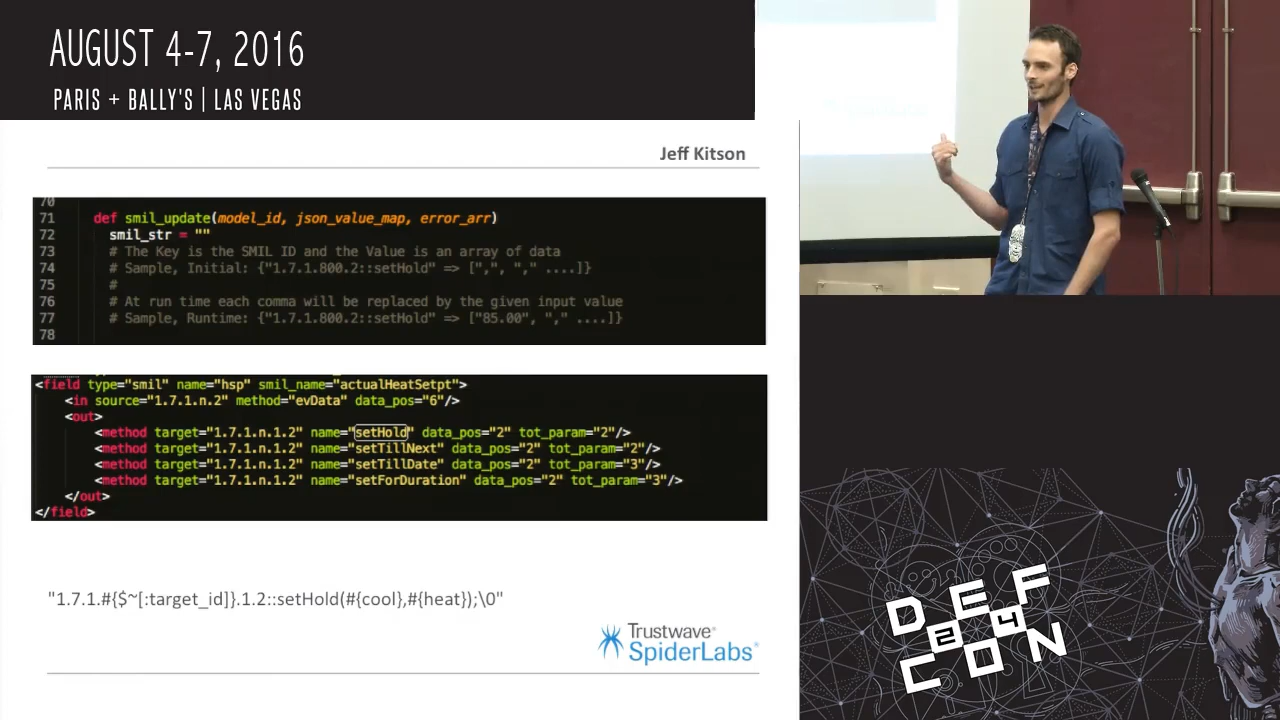 AUGUST 4-7, 2016
PARIS + BALLY'S | LAS VEGAS
Jeff Kitson
70
71 def smil_update(model_id, json_value_map, error_arr)
72 smil_str = ""
73 # The Key is the SMIL ID and the Value is an array of data
74 # Sample, Initial: {"1.7.1.800.2::setHold" => [",", "," ....]}
75 #
76 # At run time each comma will be replaced by the given input value
77 # Sample, Runtime: {"1.7.1.800.2::setHold" => ["85.00", "," ....]}
78
<field type="smil" name="hsp" smil_name="actualHeatSetpt">
<in source="1.7.1.n.2" method="evData" data_pos="6"/>
<out>
<method target="1.7.1.n.1.2" name="setHold" data_pos="2" tot_param="2"/>
<method target="1.7.1.n.1.2" name="setTillNext" data_pos="2" tot_param="2"/>
<method target="1.7.1.n.1.2" name="setTillDate" data_pos="2" tot_param="3"/>
<method target="1.7.1.n.1.2" name="setForDuration" data_pos="2" tot_param="3"/>
</out>
</field>
"1.7.1.#{$~[:target_id]}.1.2::setHold(#{cool},#{heat});\0"
Trustwave®
SpiderLabs®
DEF
24
CON